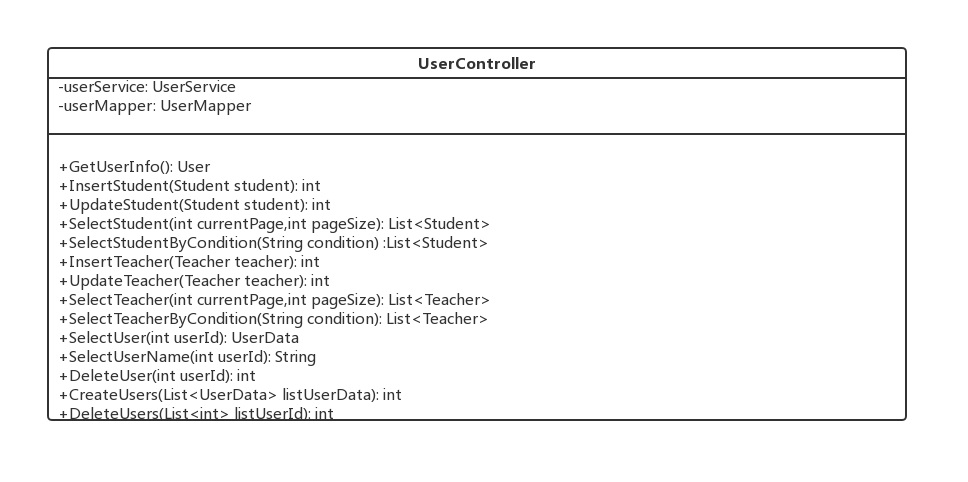 UserController
-userService: UserService
-userMapper: UserMapper
+GetUserInfo(): User
+InsertStudent(Student student): int
+UpdateStudent(Student student): int
+SelectStudent(int currentPage,int pageSize): List<Student>
+SelectStudentByCondition(String condition) :List<Student>
+InsertTeacher(Teacher teacher): int
+UpdateTeacher(Teacher teacher): int
+SelectTeacher(int currentPage,int pageSize): List<Teacher>
+SelectTeacherByCondition(String condition): List<Teacher>
+SelectUser(int userId): UserData
+SelectUserName(int userId): String
+DeleteUser(int userId): int
+CreateUsers(List<UserData> listUserData): int
+DeleteUsers(List<int> listUserId): int